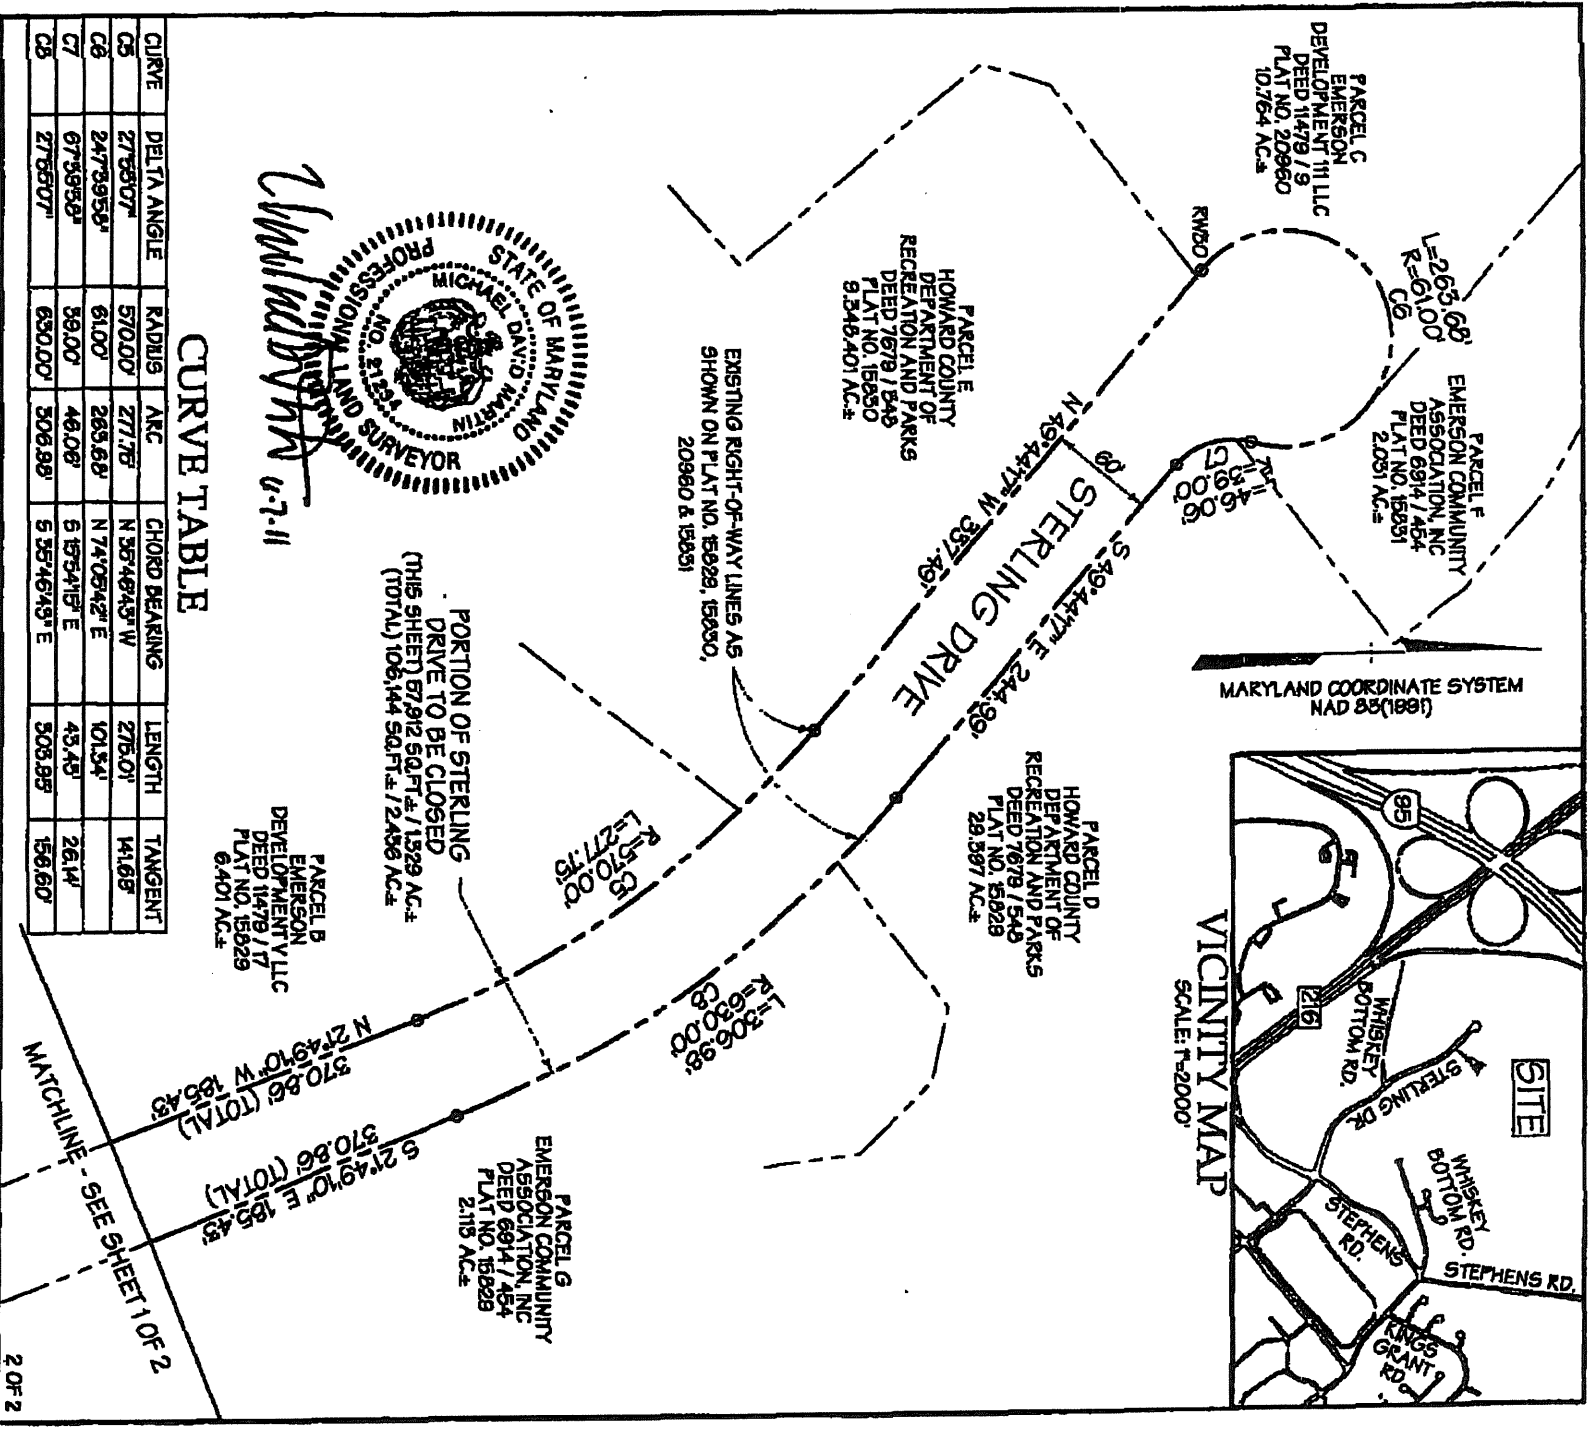 PARCEL C
EMERSON
DEVELOPMENT 111 LLC
DEED 11479 / 9
PLAT NO. 20960
10.764 AC.±
L=263.68'
R=61.00'
C6
PARCEL F
EMERSON COMMUNITY
ASSOCIATION, INC
DEED 6914 / 454
PLAT NO. 15831
2.031 AC.±
MARYLAND COORDINATE SYSTEM
NAD 83(1991)
SITE
95
216
WHISKEY
BOTTOM RD.
STERLING DR
WHISKEY
BOTTOM RD.
STEPHENS
RD.
STEPHENS RD.
KINGS
GRANT
RD
VICINITY MAP
SCALE: 1"=2000'
RW30
C7
L=46.06'
R=39.00'
60'
N 49°44'17" W 337.49'
STERLING DRIVE
S 49°44'17" E 244.99'
PARCEL E
HOWARD COUNTY
DEPARTMENT OF
RECREATION AND PARKS
DEED 7679 / 548
PLAT NO. 15830
9.348.401 AC.±
PARCEL D
HOWARD COUNTY
DEPARTMENT OF
RECREATION AND PARKS
DEED 7679 / 548
PLAT NO. 15829
29.397 AC.±
EXISTING RIGHT-OF-WAY LINES AS
SHOWN ON PLAT NO. 15829, 15830,
20960 & 15831
C5
R=570.00'
L=277.75'
L=306.98'
R=630.00'
C8
PORTION OF STERLING
DRIVE TO BE CLOSED
(THIS SHEET) 57,912 SQ.FT.± / 1.329 AC.±
(TOTAL) 106,144 SQ.FT.± / 2.436 AC.±
PARCEL B
EMERSON
DEVELOPMENT V LLC
DEED 11479 / 17
PLAT NO. 15829
6.401 AC.±
N 21°49'10" W 185.43'
370.86' (TOTAL)
S 21°49'10" E 185.43'
370.86' (TOTAL)
PARCEL G
EMERSON COMMUNITY
ASSOCIATION, INC
DEED 6914 / 454
PLAT NO. 15829
2.113 AC.±
MATCHLINE - SEE SHEET 1 OF 2
STATE OF MARYLAND
MICHAEL DAVID MARTIN
NO. 21234
PROFESSIONAL LAND SURVEYOR
4-7-11
CURVE TABLE
CURVE DELTA ANGLE RADIUS ARC CHORD BEARING LENGTH TANGENT
C5 27°55'07" 570.00' 277.75' N 35°46'43" W 275.01' 141.68'
C6 247°39'58" 61.00' 263.68' N 74°05'42" E 101.34'
C7 67°39'58" 39.00' 46.06' S 15°54'18" E 43.43' 26.14'
C8 27°55'07" 630.00' 306.98' S 35°46'43" E 303.95' 156.60'
2 OF 2